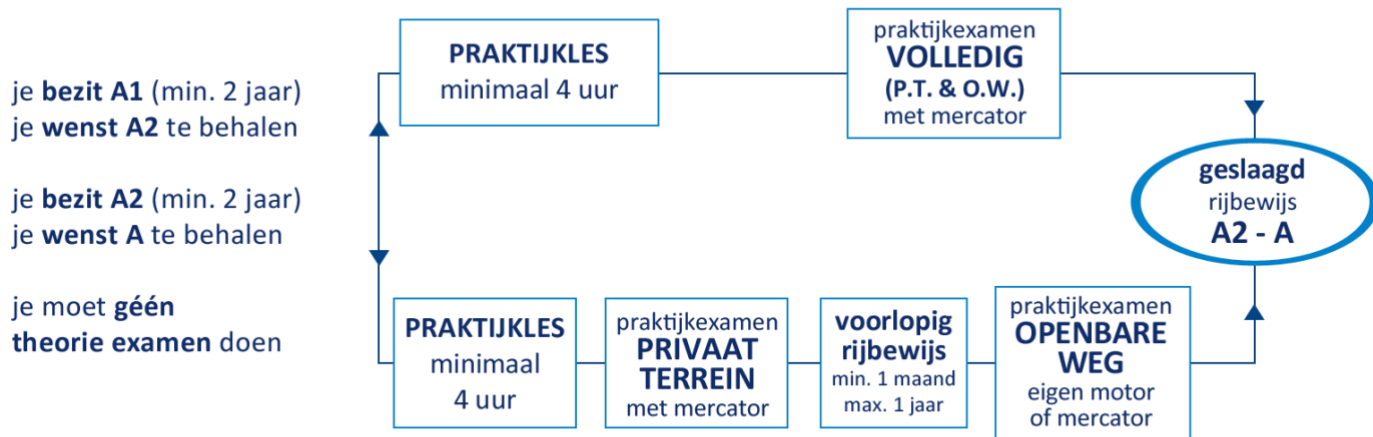 je bezit A1 (min. 2 jaar)
je wenst A2 te behalen
je bezit A2 (min. 2 jaar)
je wenst A te behalen
je moet géén
theorie examen doen
PRAKTIJKLES
minimaal 4 uur
praktijkexamen
VOLLEDIG
(P.T. & O.W.)
met mercator
PRAKTIJKLES
minimaal
4 uur
praktijkexamen
PRIVAAT
TERREIN
met mercator
voorlopig
rijbewijs
min. 1 maand
max. 1 jaar
praktijkexamen
OPENBARE
WEG
eigen motor
of mercator
geslaagd
rijbewijs
A2 - A